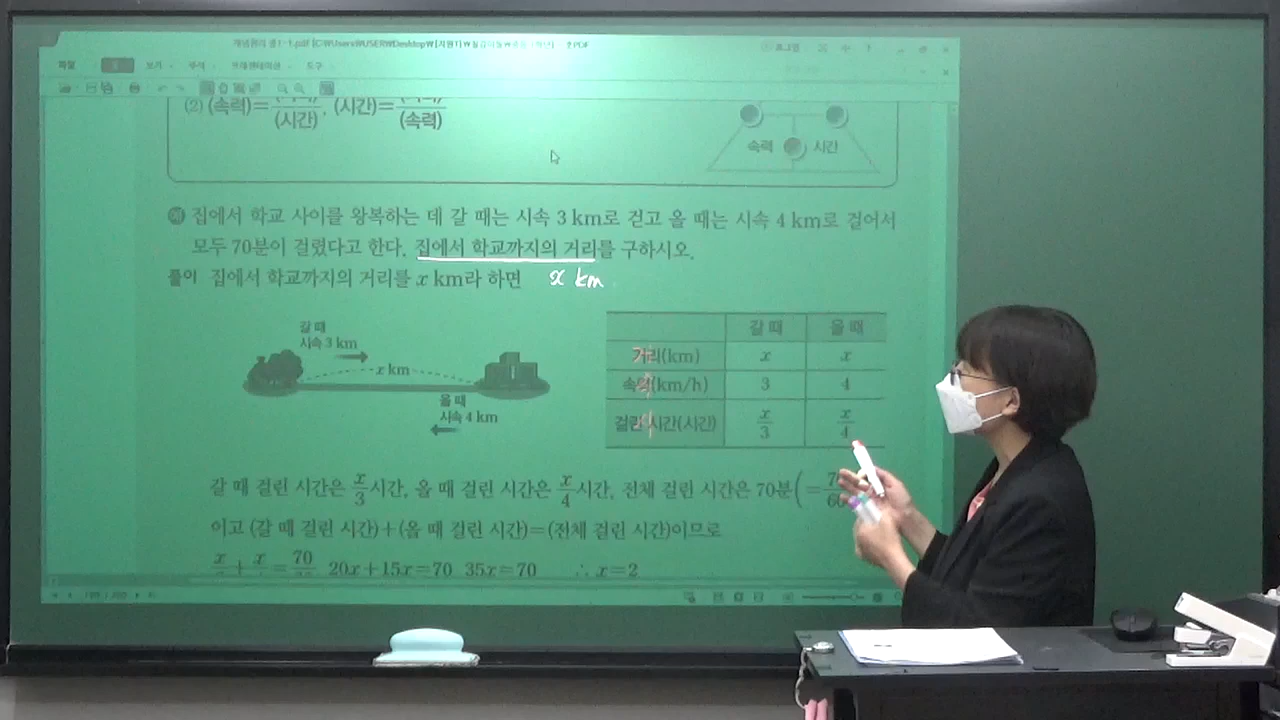 보기
도구
(2) (속력)= /(시간), (시간)= /(속력)
속력 시간
예 집에서 학교 사이를 왕복하는 데 갈 때는 시속 3 km로 걷고 올 때는 시속 4 km로 걸어서
모두 70분이 걸렸다고 한다. 집에서 학교까지의 거리를 구하시오.
풀이 집에서 학교까지의 거리를 x km라 하면 x km
갈 때
시속 3 km
x km
올 때
시속 4 km
갈 때 올 때
거리(km) x x
속력(km/h) 3 4
걸린 시간(시간) x/3 x/4
갈 때 걸린 시간은 x/3시간, 올 때 걸린 시간은 x/4시간, 전체 걸린 시간은 70분(=
이고 (갈 때 걸린 시간)+(올 때 걸린 시간)=(전체 걸린 시간)이므로
20x+15x=70 35x=70 ∴ x=2